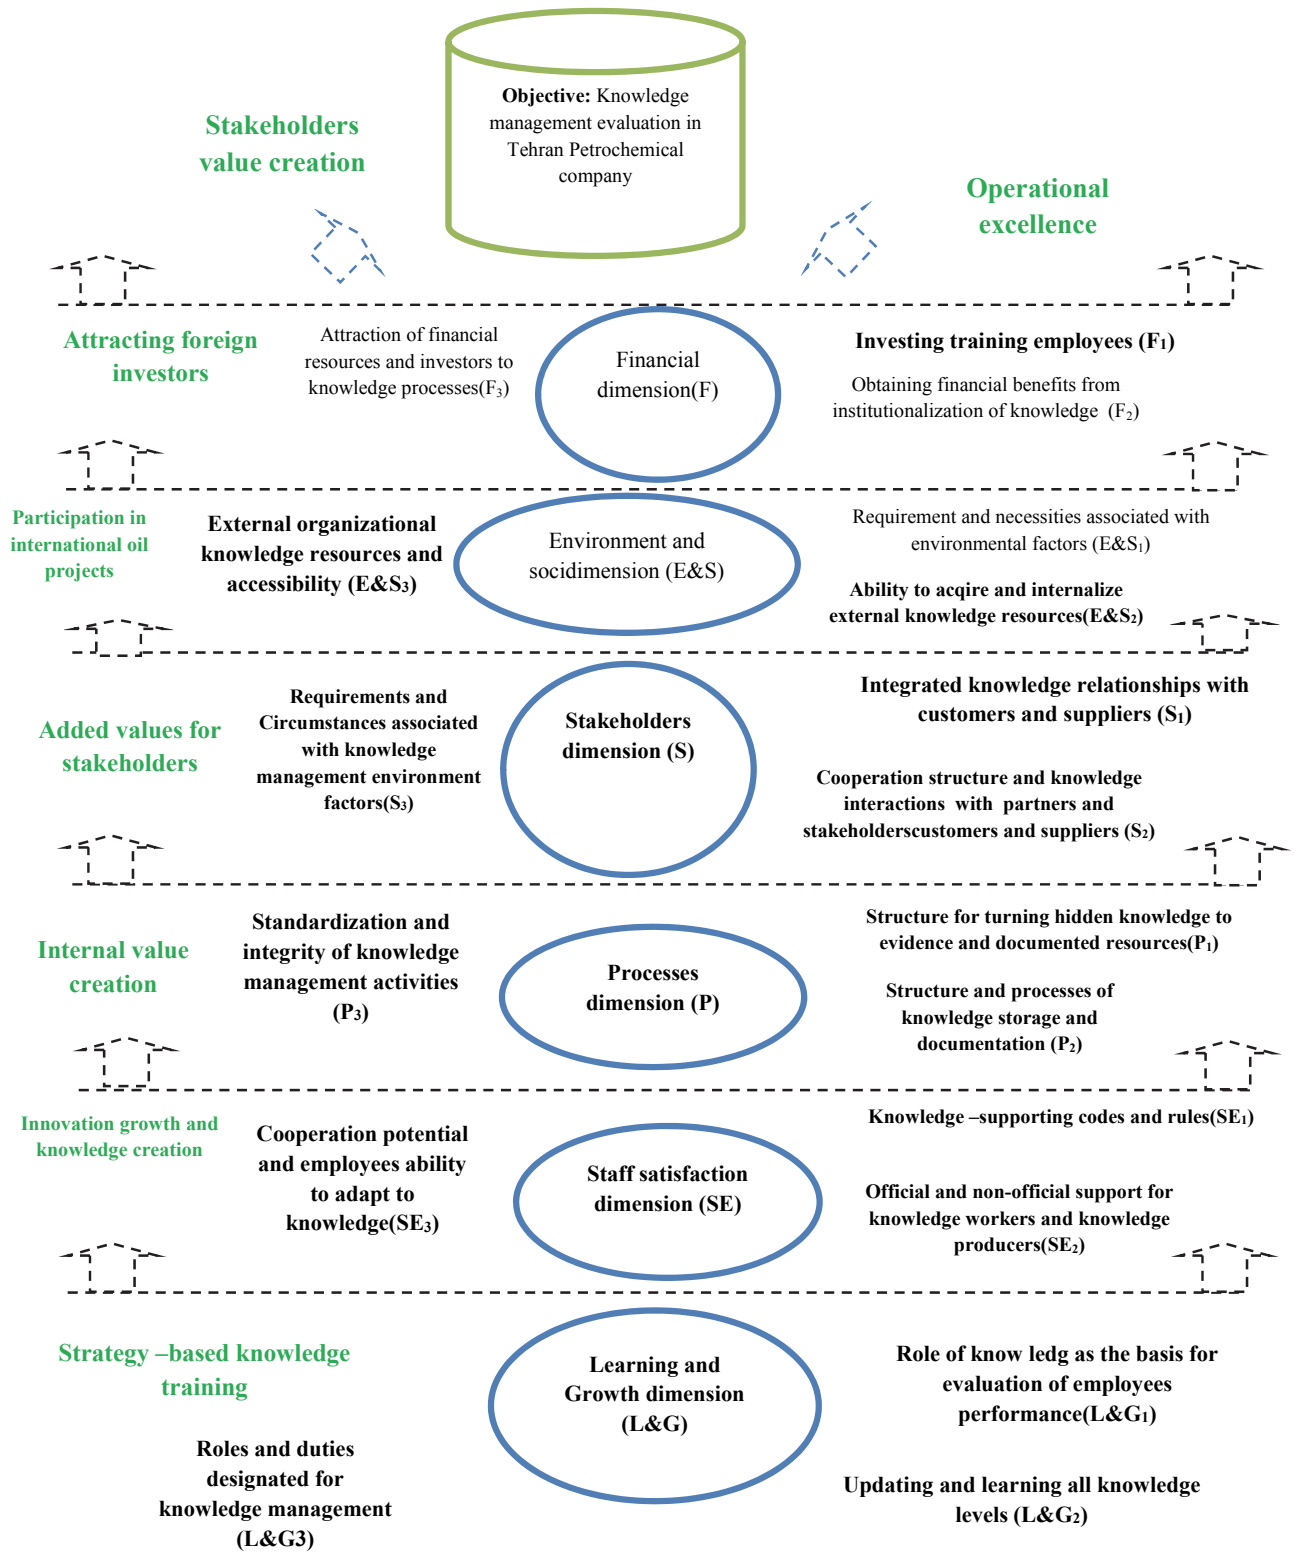 Objective: Knowledge
management evaluation in
Tehran Petrochemical
company
Stakeholders
value creation
Operational
excellence
Attracting foreign
investors
Attraction of financial
resources and investors to
knowledge processes(F₃)
Financial
dimension(F)
Investing training employees (F₁)
Obtaining financial benefits from
institutionalization of knowledge (F₂)
Participation in
international oil
projects
External organizational
knowledge resources and
accessibility (E&S₃)
Environment and
socidimension (E&S)
Requirement and necessities associated with
environmental factors (E&S₁)
Ability to acqire and internalize
external knowledge resources(E&S₂)
Added values for
stakeholders
Requirements and
Circumstances associated
with knowledge
management environment
factors(S₃)
Stakeholders
dimension (S)
Integrated knowledge relationships with
customers and suppliers (S₁)
Cooperation structure and knowledge
interactions with partners and
stakeholderscustomers and suppliers (S₂)
Internal value
creation
Standardization and
integrity of knowledge
management activities
(P₃)
Processes
dimension (P)
Structure for turning hidden knowledge to
evidence and documented resources(P₁)
Structure and processes of
knowledge storage and
documentation (P₂)
Innovation growth and
knowledge creation
Cooperation potential
and employees ability
to adapt to
knowledge(SE₃)
Staff satisfaction
dimension (SE)
Knowledge –supporting codes and rules(SE₁)
Official and non-official support for
knowledge workers and knowledge
producers(SE₂)
Strategy –based knowledge
training
Roles and duties
designated for
knowledge management
(L&G3)
Learning and
Growth dimension
(L&G)
Role of know ledg as the basis for
evaluation of employees
performance(L&G₁)
Updating and learning all knowledge
levels (L&G₂)